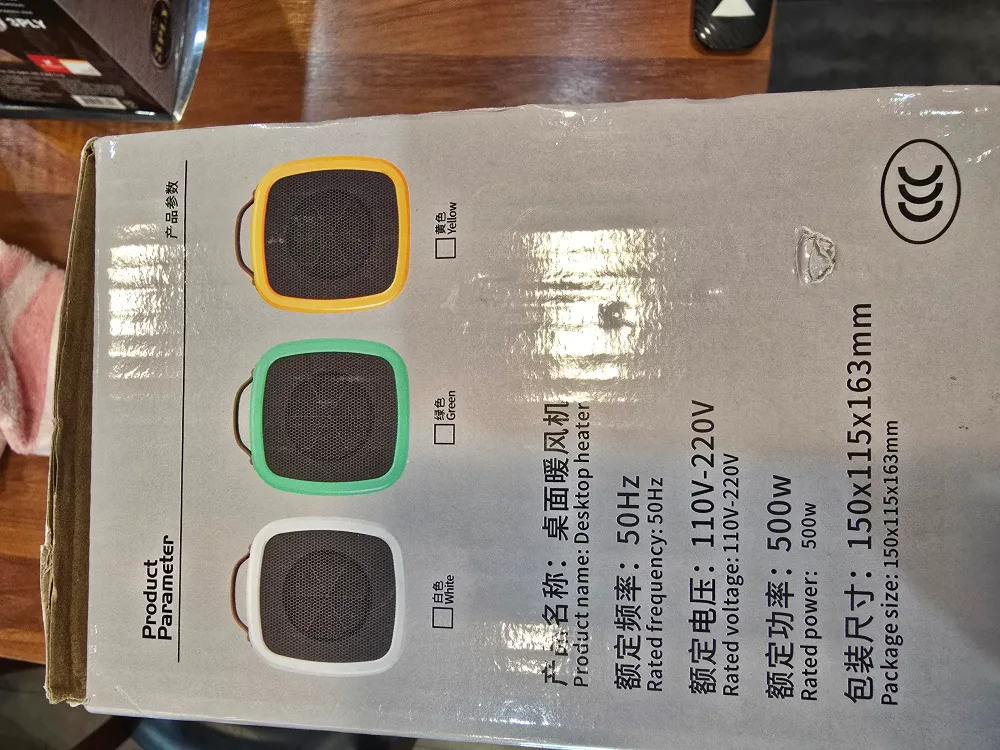 3PLY
Product
Parameter
产品参数
白色
White
绿色
Green
黄色
Yellow
产品名称：桌面暖风机
Product name: Desktop heater
额定频率：50Hz
Rated frequency: 50Hz
额定电压：110V-220V
Rated voltage: 110V-220V
额定功率：500w
Rated power: 500w
包装尺寸：150x115x163mm
Package size: 150x115x163mm
CCC